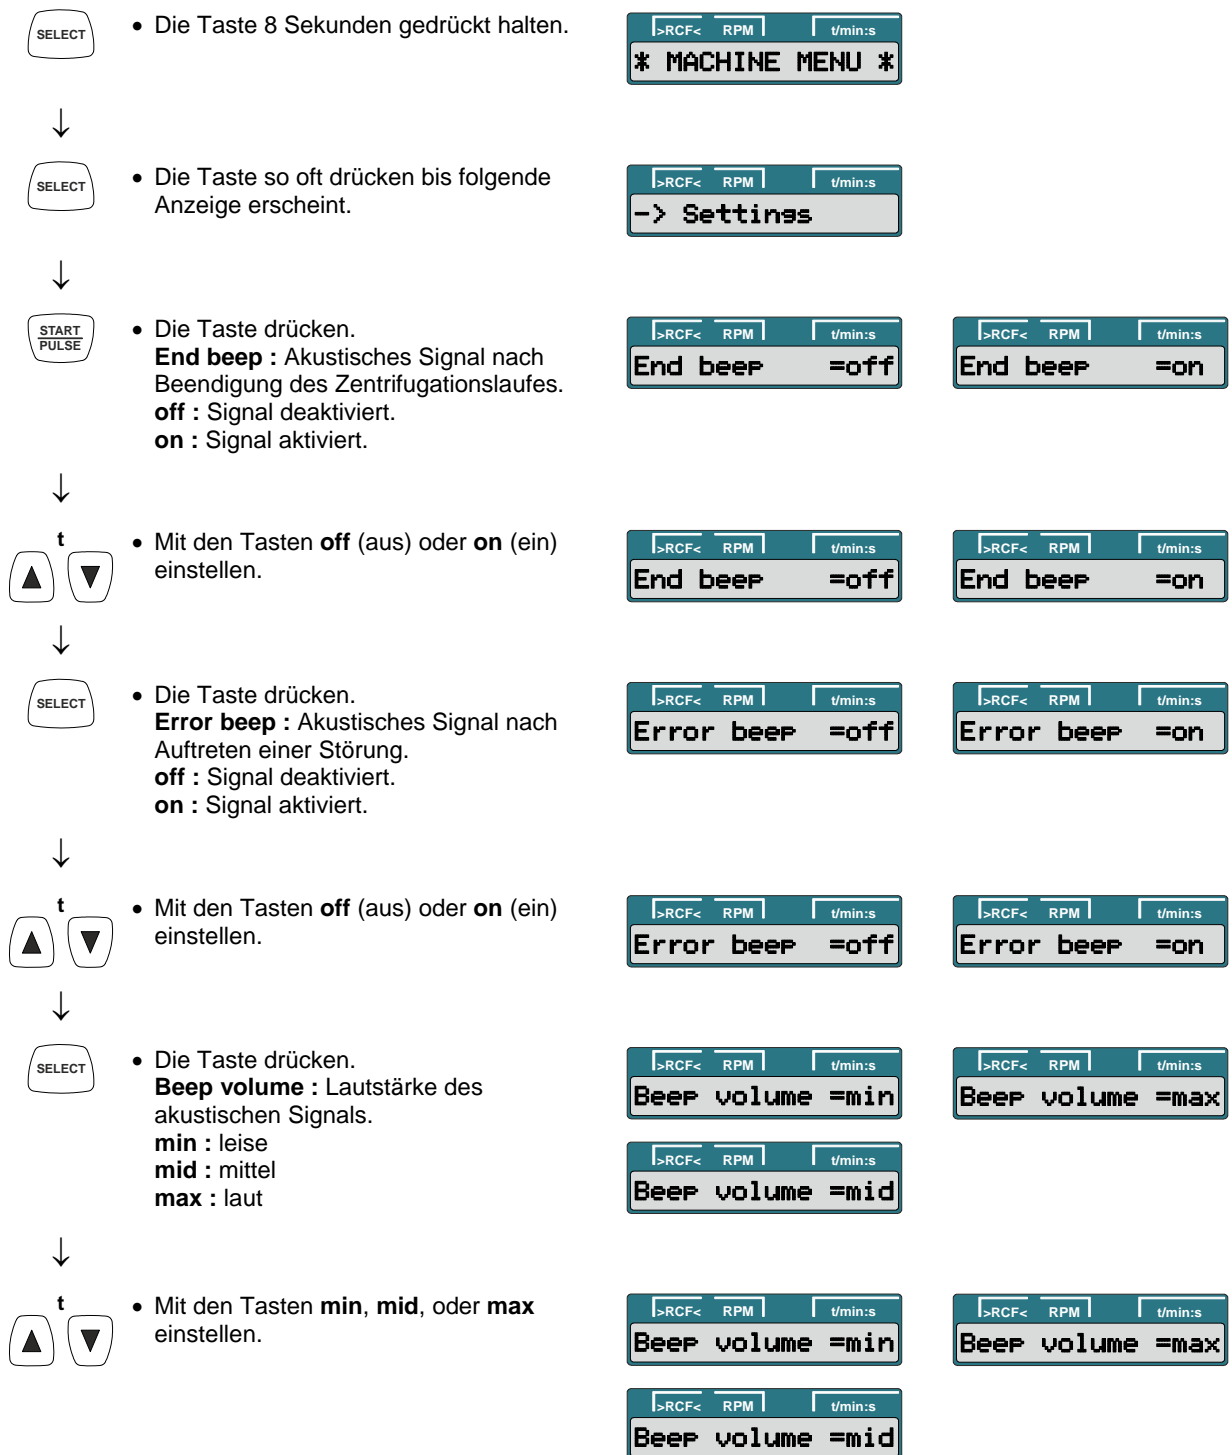 SELECT
• Die Taste 8 Sekunden gedrückt halten.
>RCF< RPM t/min:s
* MACHINE MENU *
↓
SELECT
• Die Taste so oft drücken bis folgende
Anzeige erscheint.
>RCF< RPM t/min:s
-> Settings
↓
START
PULSE
• Die Taste drücken.
End beep : Akustisches Signal nach
Beendigung des Zentrifugationslaufes.
off : Signal deaktiviert.
on : Signal aktiviert.
>RCF< RPM t/min:s
End beep =off
>RCF< RPM t/min:s
End beep =on
↓
t
▲ ▼
• Mit den Tasten off (aus) oder on (ein)
einstellen.
>RCF< RPM t/min:s
End beep =off
>RCF< RPM t/min:s
End beep =on
↓
SELECT
• Die Taste drücken.
Error beep : Akustisches Signal nach
Auftreten einer Störung.
off : Signal deaktiviert.
on : Signal aktiviert.
>RCF< RPM t/min:s
Error beep =off
>RCF< RPM t/min:s
Error beep =on
↓
t
▲ ▼
• Mit den Tasten off (aus) oder on (ein)
einstellen.
>RCF< RPM t/min:s
Error beep =off
>RCF< RPM t/min:s
Error beep =on
↓
SELECT
• Die Taste drücken.
Beep volume : Lautstärke des
akustischen Signals.
min : leise
mid : mittel
max : laut
>RCF< RPM t/min:s
Beep volume =min
>RCF< RPM t/min:s
Beep volume =max
>RCF< RPM t/min:s
Beep volume =mid
↓
t
▲ ▼
• Mit den Tasten min, mid, oder max
einstellen.
>RCF< RPM t/min:s
Beep volume =min
>RCF< RPM t/min:s
Beep volume =max
>RCF< RPM t/min:s
Beep volume =mid